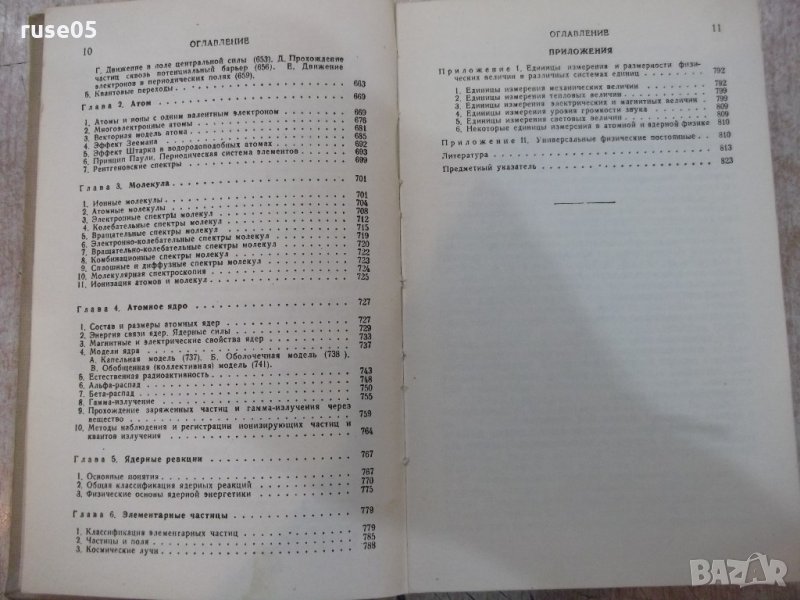 ruse05
10 ОГЛАВЛЕНИЕ
Г. Движение в поле центральной силы (653). Д. Прохождение
частиц сквозь потенциальный барьер (656). Е. Движение
электронов в периодических полях (659).
Б. Квантовые переходы 663
Глава 2. Атом 669
1. Атомы и ионы с одним валентным электроном 669
2. Многоэлектронные атомы 676
3. Векторная модель атома 681
4. Эффект Зеемана 685
5. Эффект Штарка в водородоподобных атомах 692
6. Принцип Паули. Периодическая система элементов 693
7. Рентгеновские спектры 699
Глава 3. Молекула 701
1. Ионные молекулы 701
2. Атомные молекулы 704
3. Электронные спектры молекул 708
4. Колебательные спектры молекул 712
5. Вращательные спектры молекул 715
6. Электронно-колебательные спектры молекул 719
7. Вращательно-колебательные спектры молекул 720
8. Комбинационные спектры молекул 722
9. Сплошные и диффузные спектры молекул 723
10. Молекулярная спектроскопия 724
11. Ионизация атомов и молекул 725
Глава 4. Атомное ядро 727
1. Состав и размеры атомных ядер 727
2. Энергия связи ядер. Ядерные силы 729
3. Магнитные и электрические свойства ядер 733
4. Модели ядра 737
А. Капельная модель (737). Б. Оболочечная модель (738).
В. Обобщенная (коллективная) модель (741).
5. Естественная радиоактивность 743
6. Альфа-распад 748
7. Бета-распад 750
8. Гамма-излучение 755
9. Прохождение заряженных частиц и гамма-излучения через
вещество 759
10. Методы наблюдения и регистрации ионизирующих частиц и
квантов излучения 764
Глава 5. Ядерные реакции 767
1. Основные понятия 767
2. Общая классификация ядерных реакций 770
3. Физические основы ядерной энергетики 775
Глава 6. Элементарные частицы 779
1. Классификация элементарных частиц 779
2. Частицы и поля 785
3. Космические лучи 788
ОГЛАВЛЕНИЕ 11
ПРИЛОЖЕНИЯ
Приложение I. Единицы измерения и размерности физи-
ческих величин в различных системах единиц 792
1. Единицы измерения механических величин 792
2. Единицы измерения тепловых величин 799
3. Единицы измерения электрических и магнитных величин 799
4. Единицы измерения уровня громкости звука 809
5. Единицы измерения световых величин 809
6. Некоторые единицы измерения в атомной и ядерной физике 810
Приложение II. Универсальные физические постоянные 810
Литература 813
Предметный указатель 823
BAZAR